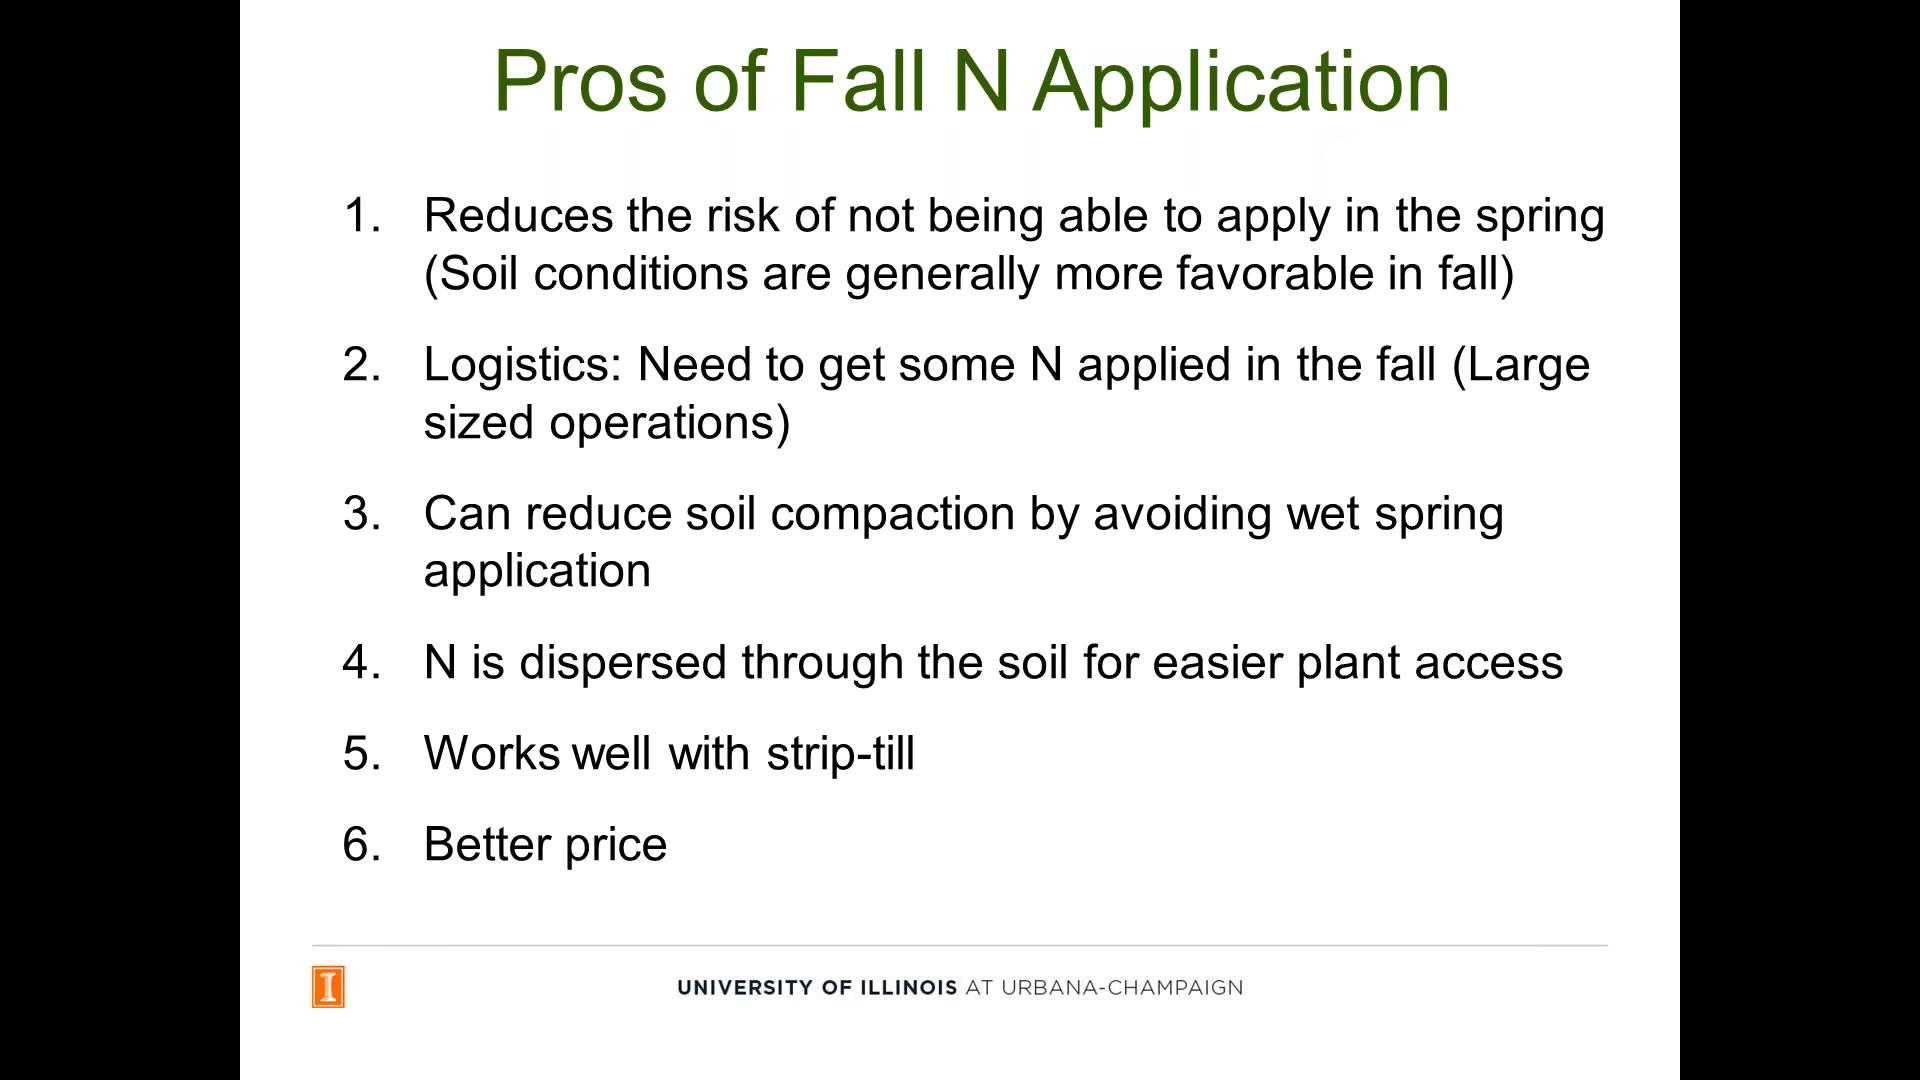 Pros of Fall N Application
1. Reduces the risk of not being able to apply in the spring
(Soil conditions are generally more favorable in fall)
2. Logistics: Need to get some N applied in the fall (Large
sized operations)
3. Can reduce soil compaction by avoiding wet spring
application
4. N is dispersed through the soil for easier plant access
5. Works well with strip-till
6. Better price
I
UNIVERSITY OF ILLINOIS AT URBANA-CHAMPAIGN